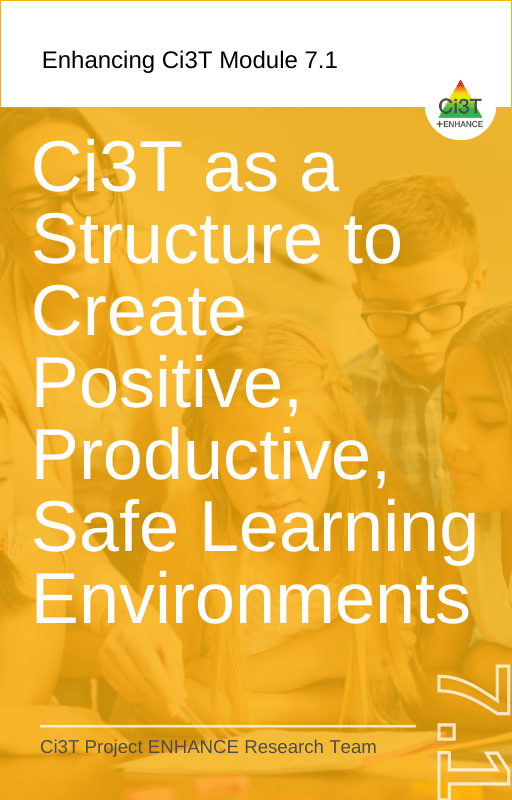 Enhancing Ci3T Module 7.1
Ci3T
+ENHANCE
Ci3T as a
Structure to
Create
Positive,
Productive,
Safe Learning
Environments
Ci3T Project ENHANCE Research Team
7.1